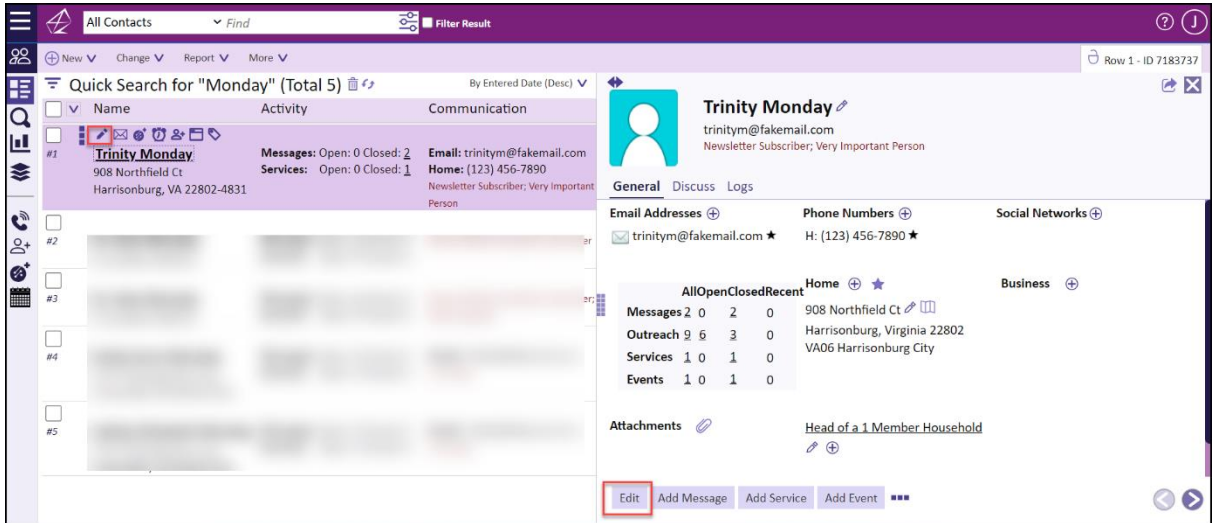 All Contacts
Find
Filter Result
J
New
Change
Report
More
Row 1 - ID 7183737
Quick Search for "Monday" (Total 5)
By Entered Date (Desc)
Name Activity Communication
#1
Trinity Monday
908 Northfield Ct
Harrisonburg, VA 22802-4831
Messages: Open: 0 Closed: 2
Services: Open: 0 Closed: 1
Email: trinitym@fakemail.com
Home: (123) 456-7890
Newsletter Subscriber; Very Important
Person
#2
#3
#4
#5
Trinity Monday
trinitym@fakemail.com
Newsletter Subscriber; Very Important Person
General Discuss Logs
Email Addresses
trinitym@fakemail.com
Phone Numbers
H: (123) 456-7890
Social Networks
All Open Closed Recent
Messages 2 0 2 0
Outreach 9 6 3 0
Services 1 0 1 0
Events 1 0 1 0
Home
908 Northfield Ct
Harrisonburg, Virginia 22802
VA06 Harrisonburg City
Business
Attachments
Head of a 1 Member Household
Edit
Add Message
Add Service
Add Event